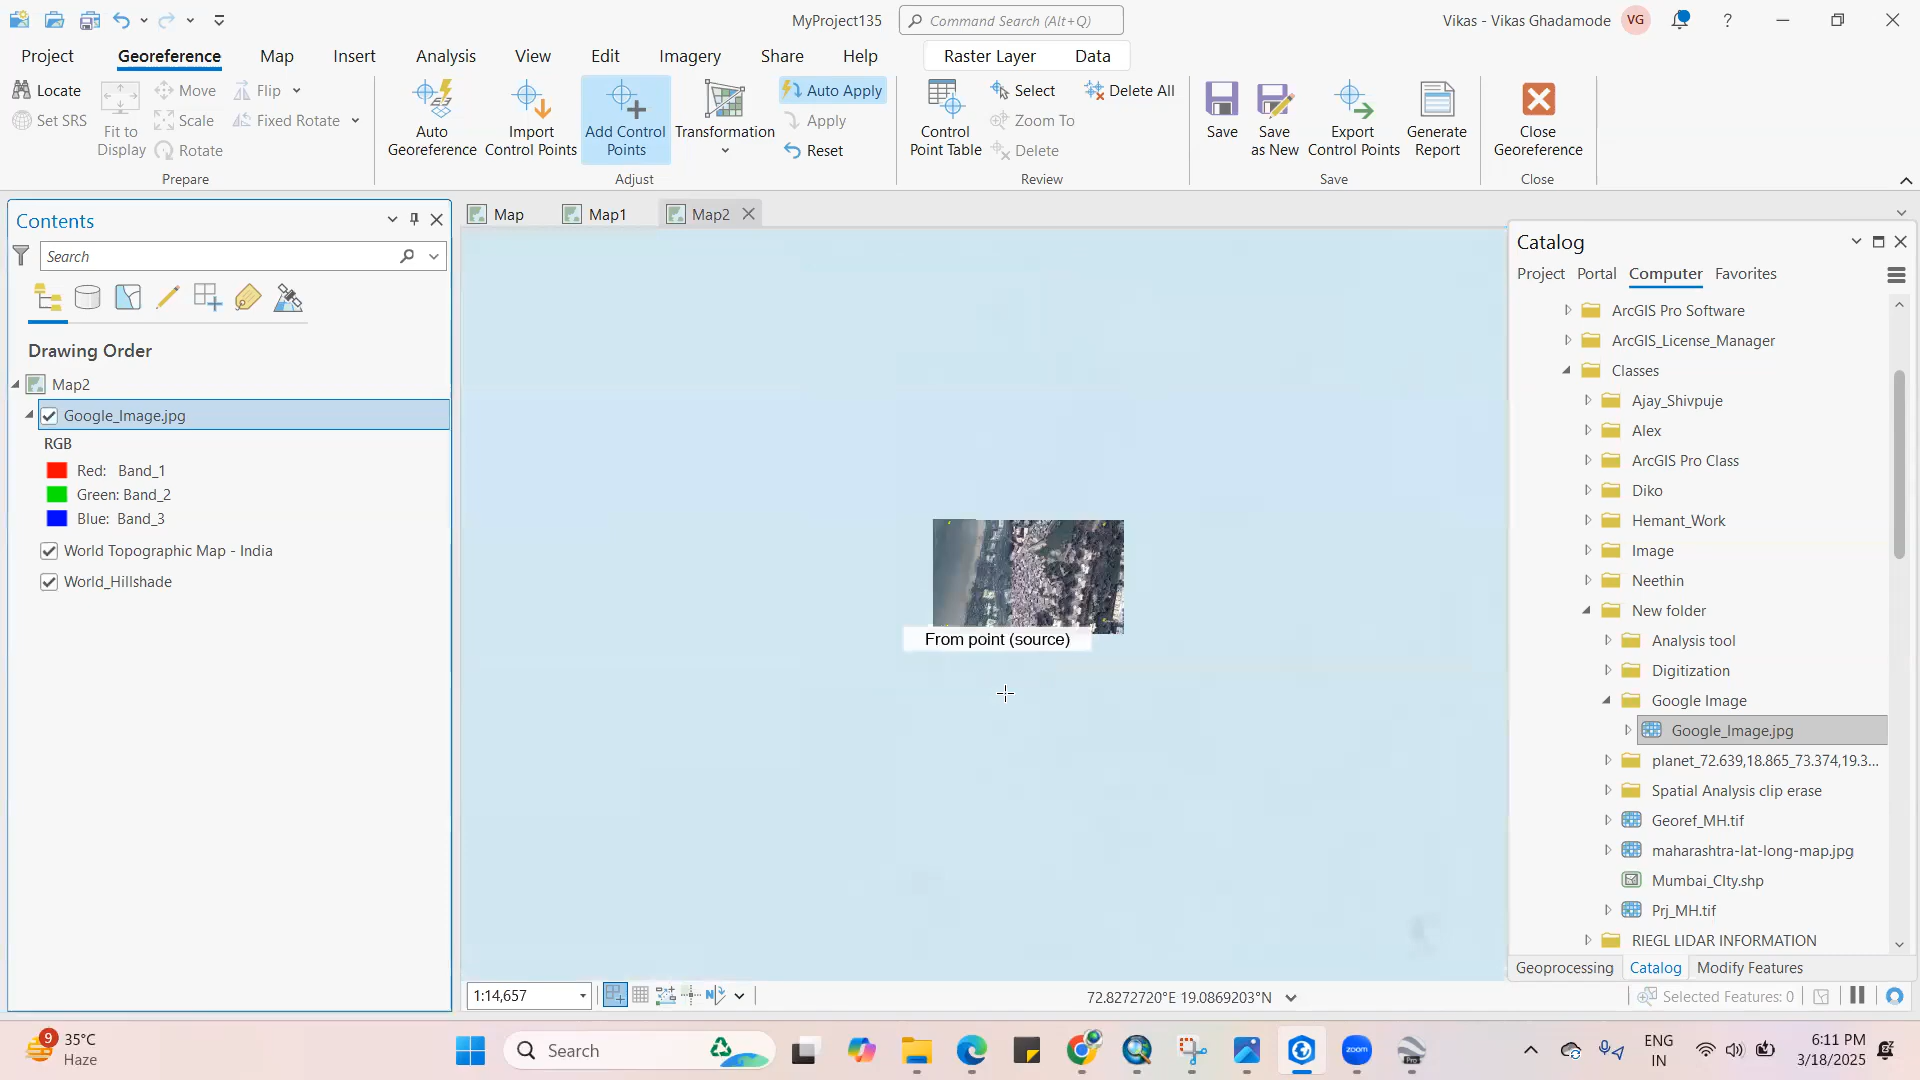 MyProject135
Command Search (Alt+Q)
Vikas - Vikas Ghadamode
VG
?
Project
Georeference
Map
Insert
Analysis
View
Edit
Imagery
Share
Help
Raster Layer
Data
Locate
Set SRS
Fit to
Display
Move
Scale
Rotate
Flip
Fixed Rotate
Prepare
Auto
Georeference
Import
Control Points
Add Control
Points
Transformation
Auto Apply
Apply
Reset
Adjust
Control
Point Table
Select
Zoom To
Delete
Delete All
Review
Save
Save
as New
Export
Control Points
Generate
Report
Save
Close
Georeference
Close
Contents
Search
Drawing Order
Map2
Google_Image.jpg
RGB
Red: Band_1
Green: Band_2
Blue: Band_3
World Topographic Map - India
World_Hillshade
Map
Map1
Map2
From point (source)
1:14,657
72.8272720°E 19.0869203°N
Selected Features: 0
Catalog
Project
Portal
Computer
Favorites
ArcGIS Pro Software
ArcGIS_License_Manager
Classes
Ajay_Shivpuje
Alex
ArcGIS Pro Class
Diko
Hemant_Work
Image
Neethin
New folder
Analysis tool
Digitization
Google Image
Google_Image.jpg
planet_72.639,18.865_73.374,19.3...
Spatial Analysis clip erase
Georef_MH.tif
maharashtra-lat-long-map.jpg
Mumbai_CIty.shp
Prj_MH.tif
RIEGL LIDAR INFORMATION
Geoprocessing
Catalog
Modify Features
9
35°C
Haze
Search
zoom
Pro
ENG
IN
6:11 PM
3/18/2025